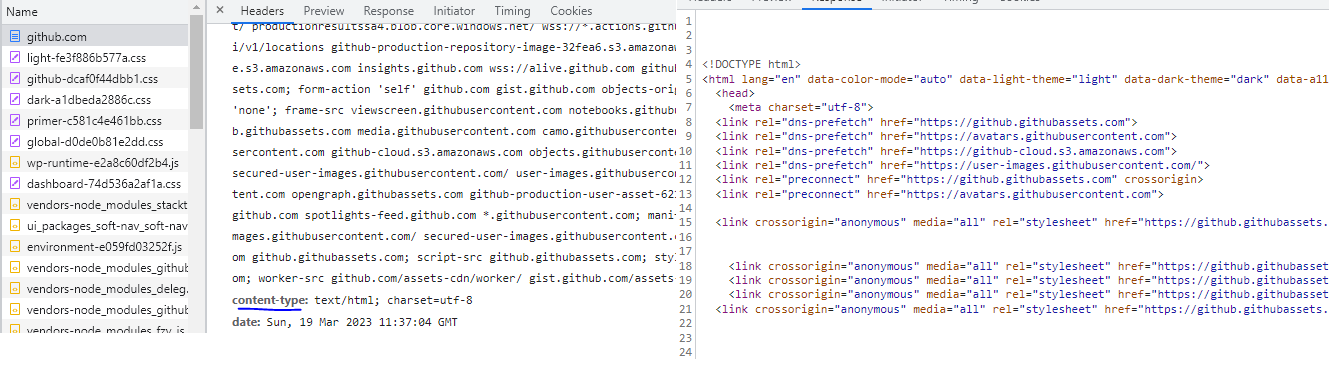 Name
github.com
light-fe3f886b577a.css
github-dcaf0f44dbb1.css
dark-a1dbeda2886c.css
primer-c581c4e461bb.css
global-d0de0b81e2dd.css
wp-runtime-e2a8c60df2b4.js
dashboard-74d536a2af1a.css
vendors-node_modules_stackt
ui_packages_soft-nav_soft-nav
environment-e059fd03252f.js
vendors-node_modules_github
vendors-node_modules_deleg
vendors-node_modules_github
vendors-node_modules_fzy_js
× Headers Preview Response Initiator Timing Cookies
t/ productionresultssa4.blob.core.windows.net/ wss://*.actions.githu
i/v1/locations github-production-repository-image-32fea6.s3.amazonaw
e.s3.amazonaws.com insights.github.com wss://alive.github.com github
sets.com; form-action 'self' github.com gist.github.com objects-orig
'none'; frame-src viewscreen.githubusercontent.com notebooks.githubu
b.githubassets.com media.githubusercontent.com camo.githubuserconten
sercontent.com github-cloud.s3.amazonaws.com objects.githubuserconte
secured-user-images.githubusercontent.com/ user-images.githubusercon
tent.com opengraph.githubassets.com github-production-user-asset-621
github.com spotlights-feed.github.com *.githubusercontent.com; manif
mages.githubusercontent.com/ secured-user-images.githubusercontent.c
om github.githubassets.com; script-src github.githubassets.com; styl
om; worker-src github.com/assets-cdn/worker/ gist.github.com/assets-
content-type: text/html; charset=utf-8
date: Sun, 19 Mar 2023 11:37:04 GMT
Headers Preview Response Initiator Timing Cookies
1
2
3
4 <!DOCTYPE html>
5 <html lang="en" data-color-mode="auto" data-light-theme="light" data-dark-theme="dark" data-a11
6 <head>
7 <meta charset="utf-8">
8 <link rel="dns-prefetch" href="https://github.githubassets.com">
9 <link rel="dns-prefetch" href="https://avatars.githubusercontent.com">
10 <link rel="dns-prefetch" href="https://github-cloud.s3.amazonaws.com">
11 <link rel="dns-prefetch" href="https://user-images.githubusercontent.com/">
12 <link rel="preconnect" href="https://github.githubassets.com" crossorigin>
13 <link rel="preconnect" href="https://avatars.githubusercontent.com">
14
15 <link crossorigin="anonymous" media="all" rel="stylesheet" href="https://github.githubassets.
16
17
18 <link crossorigin="anonymous" media="all" rel="stylesheet" href="https://github.githubasset
19 <link crossorigin="anonymous" media="all" rel="stylesheet" href="https://github.githubasset
20 <link crossorigin="anonymous" media="all" rel="stylesheet" href="https://github.githubasset
21 <link crossorigin="anonymous" media="all" rel="stylesheet" href="https://github.githubassets.
22
23
24